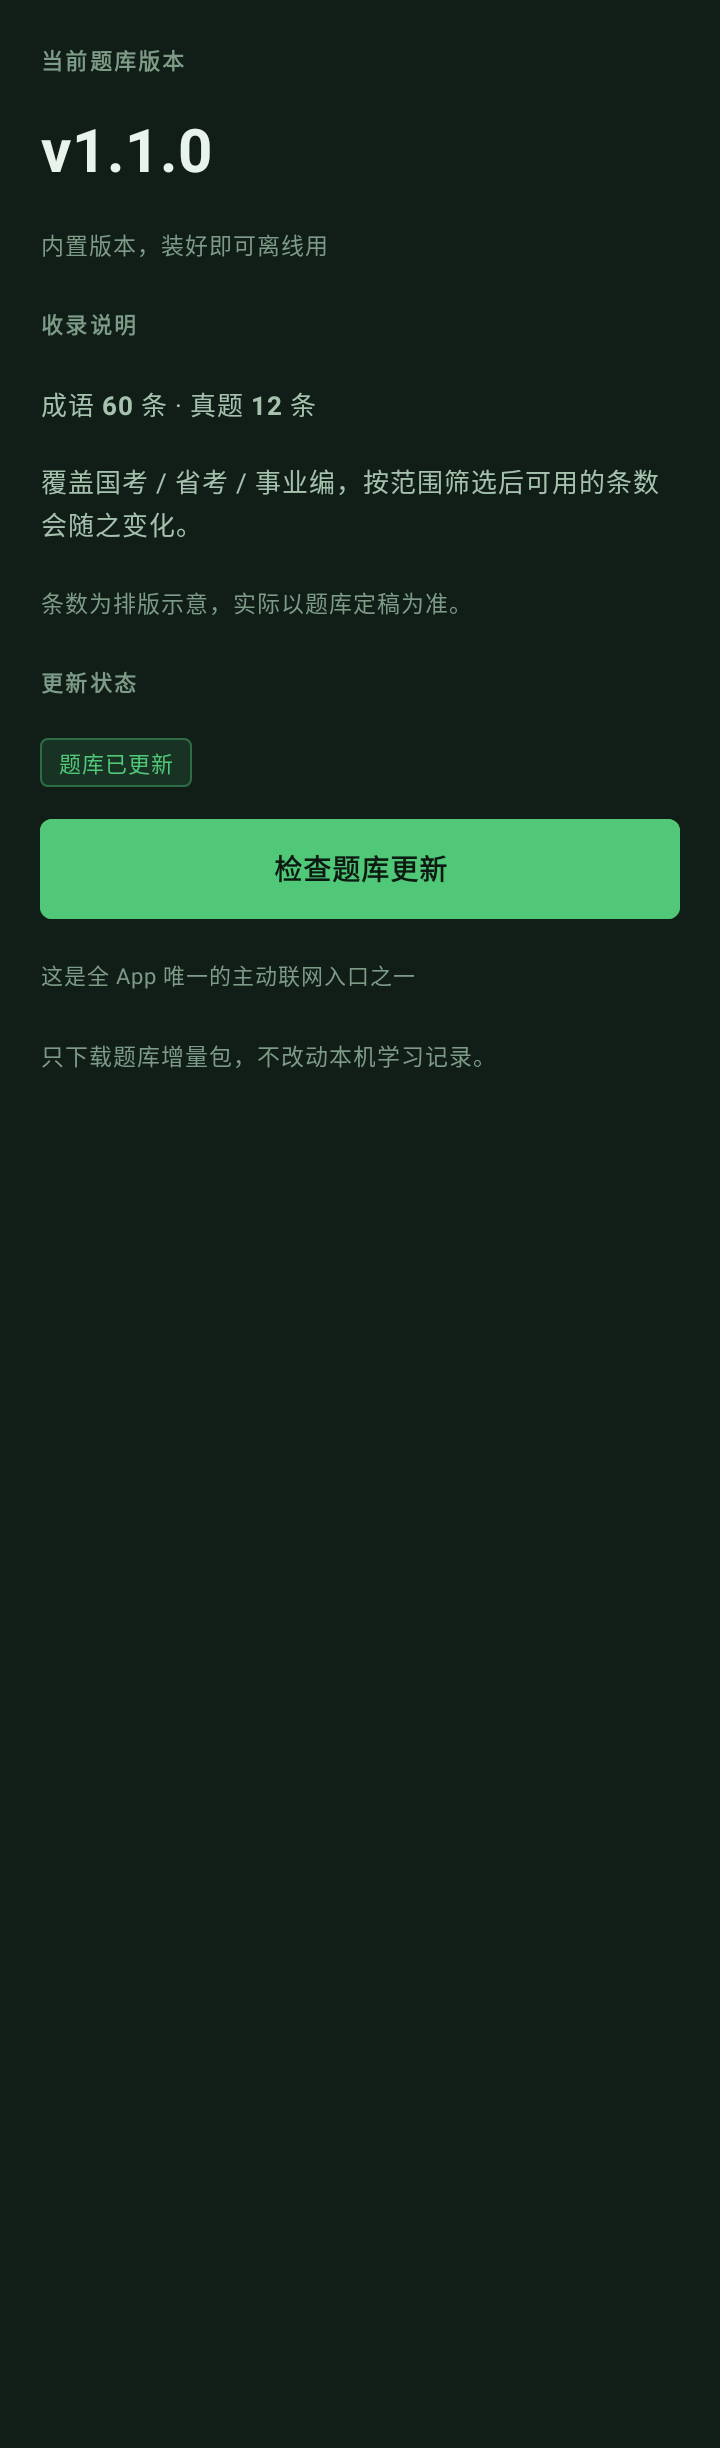 当前题库版本
v1.1.0
内置版本，装好即可离线用
收录说明
成语 60 条 · 真题 12 条
覆盖国考 / 省考 / 事业编，按范围筛选后可用的条数
会随之变化。
条数为排版示意，实际以题库定稿为准。
更新状态
题库已更新
检查题库更新
这是全 App 唯一的主动联网入口之一
只下载题库增量包，不改动本机学习记录。